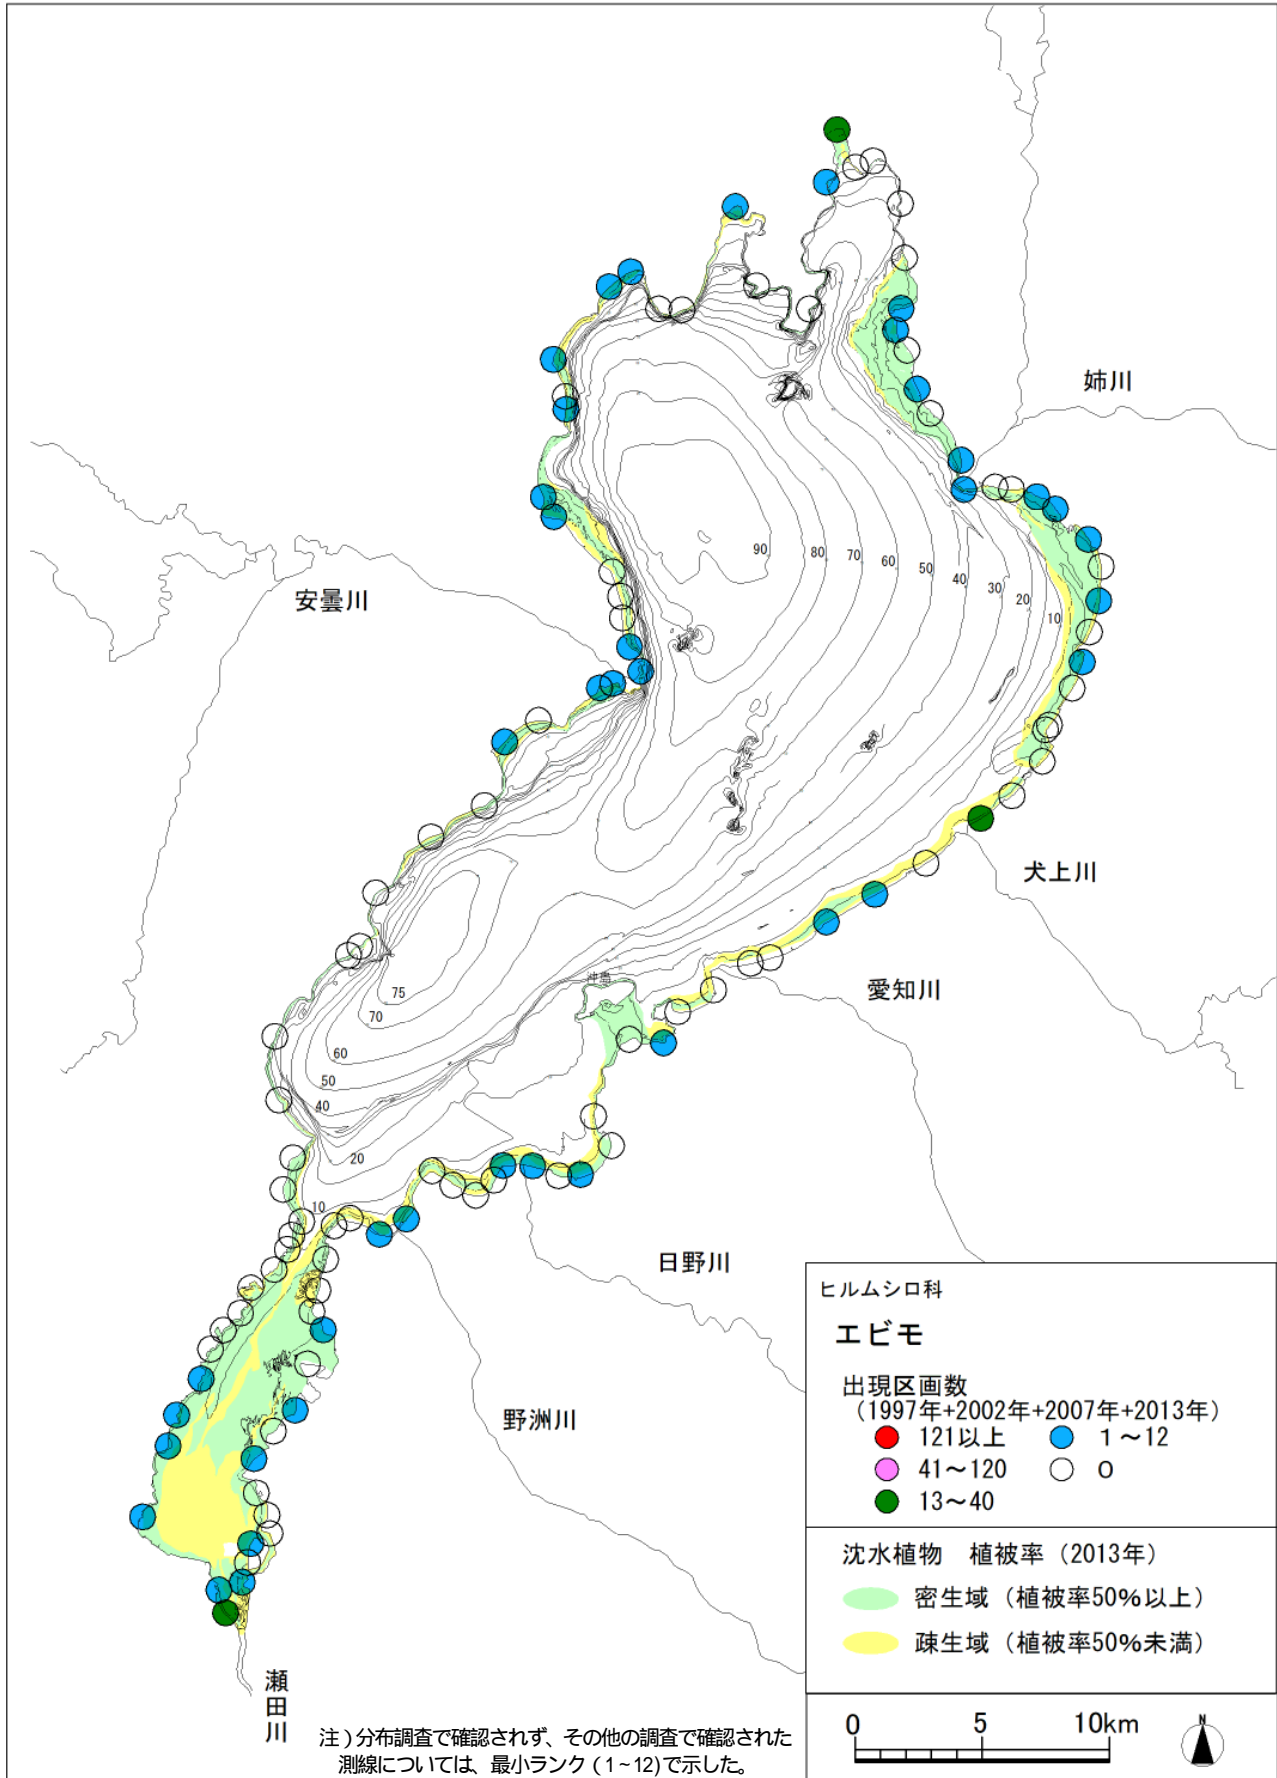 姉川
90
80
70
60
50
40
30
20
10
安曇川
犬上川
沖島
愛知川
75
70
60
50
40
20
10
日野川
野洲川
瀬田川
ヒルムシロ科
エビモ
出現区画数
(1997年+2002年+2007年+2013年)
121以上
1～12
41～120
0
13～40
沈水植物　植被率（2013年）
密生域（植被率50%以上）
疎生域（植被率50%未満）
0 5 10km
N
注）分布調査で確認されず、その他の調査で確認された
測線については、最小ランク（1~12)で示した。